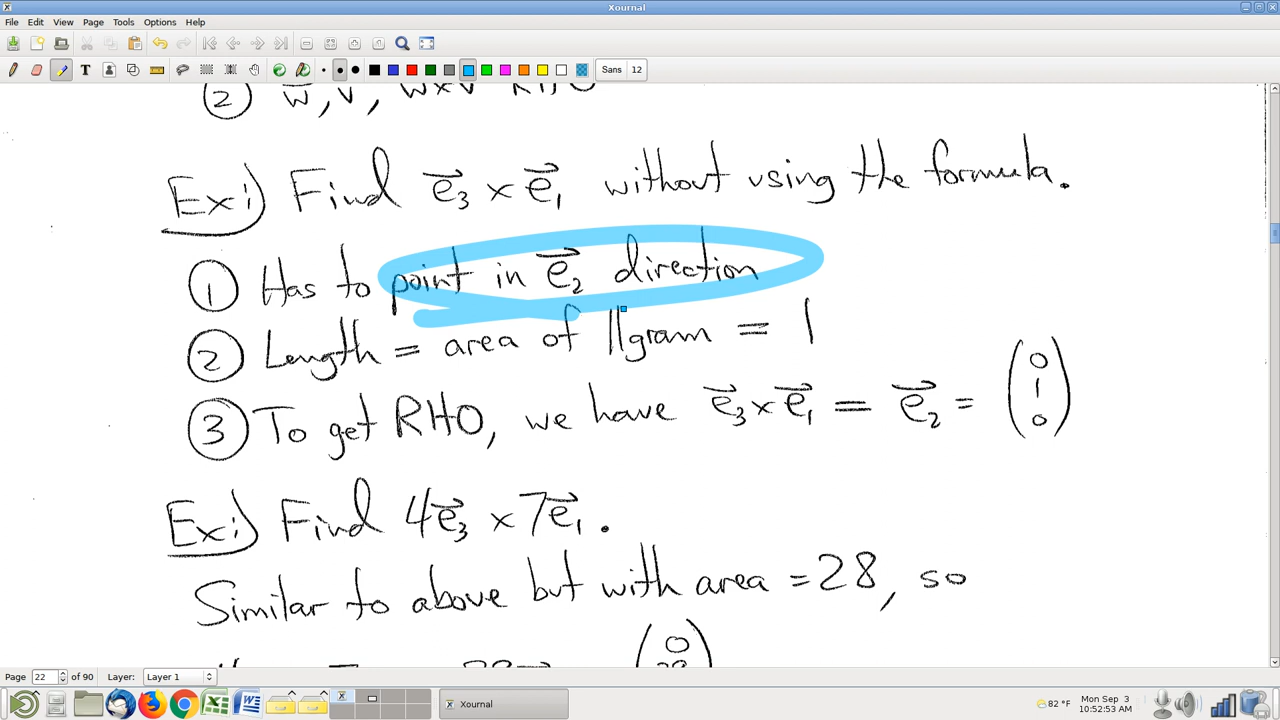 Xournal
File Edit View Page Tools Options Help
Sans 12
② w⃗, v⃗,
Ex:) Find e⃗₃ × e⃗₁ without using the formula.
① Has to point in e⃗₂ direction
② Length = area of ||gram = 1
③ To get RHO, we have e⃗₃×e⃗₁ = e⃗₂ = (0 1 0)
Ex:) Find 4e⃗₃ × 7e⃗₁.
Similar to above but with area = 28, so
0
Page 22 of 90 Layer: Layer 1
Xournal
82 °F
Mon Sep 3
10:52:53 AM